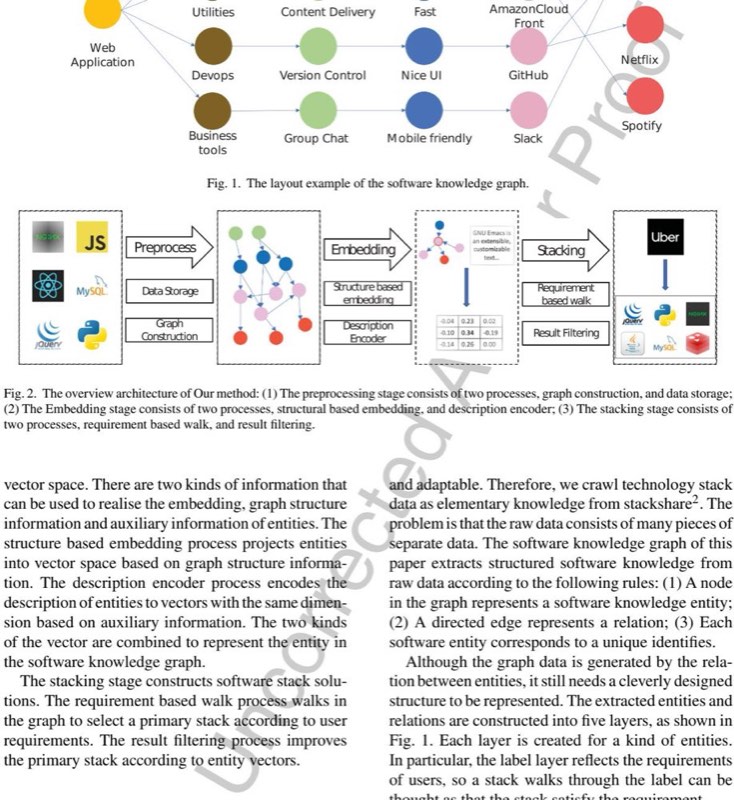 Utilities
Content Delivery
Fast
AmazonCloud
Front
Web
Application
Devops
Version Control
Nice UI
GitHub
Netflix
Business
tools
Group Chat
Mobile friendly
Slack
Spotify
Fig. 1. The layout example of the software knowledge graph.
JS
MySQL
jQuery
Preprocess
Data Storage
Graph
Construction
Embedding
Structure based
embedding
Description
Encoder
GNU Emacs is
an extensible,
customizable
text...
-0.04 0.23 0.02
-0.10 0.34 -0.19
-0.14 0.26 0.00
Stacking
Requirement
based walk
Result Filtering
Uber
jQuery
MySQL
Fig. 2. The overview architecture of Our method: (1) The preprocessing stage consists of two processes, graph construction, and data storage;
(2) The Embedding stage consists of two processes, structural based embedding, and description encoder; (3) The stacking stage consists of
two processes, requirement based walk, and result filtering.
vector space. There are two kinds of information that
can be used to realise the embedding, graph structure
information and auxiliary information of entities. The
structure based embedding process projects entities
into vector space based on graph structure informa-
tion. The description encoder process encodes the
description of entities to vectors with the same dimen-
sion based on auxiliary information. The two kinds
of the vector are combined to represent the entity in
the software knowledge graph.
The stacking stage constructs software stack solu-
tions. The requirement based walk process walks in
the graph to select a primary stack according to user
requirements. The result filtering process improves
the primary stack according to entity vectors.
and adaptable. Therefore, we crawl technology stack
data as elementary knowledge from stackshare2. The
problem is that the raw data consists of many pieces of
separate data. The software knowledge graph of this
paper extracts structured software knowledge from
raw data according to the following rules: (1) A node
in the graph represents a software knowledge entity;
(2) A directed edge represents a relation; (3) Each
software entity corresponds to a unique identifies.
Although the graph data is generated by the rela-
tion between entities, it still needs a cleverly designed
structure to be represented. The extracted entities and
relations are constructed into five layers, as shown in
Fig. 1. Each layer is created for a kind of entities.
In particular, the label layer reflects the requirements
of users, so a stack walks through the label can be
thought as that the stack satisfy the requirement.
Uncorrected A r Proof